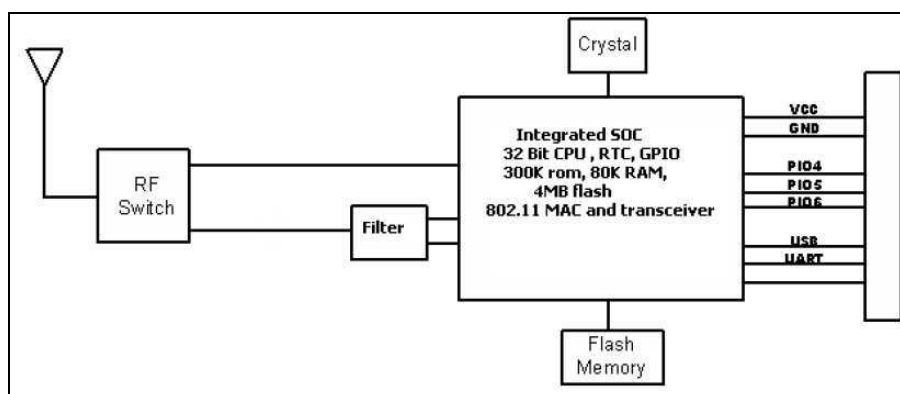 Crystal
Integrated SOC
32 Bit CPU , RTC, GPIO
300K rom, 80K RAM,
4MB flash
802.11 MAC and transceiver
VCC
GND
PIO4
PIO5
PIO6
USB
UART
RF
Switch
Filter
Flash
Memory